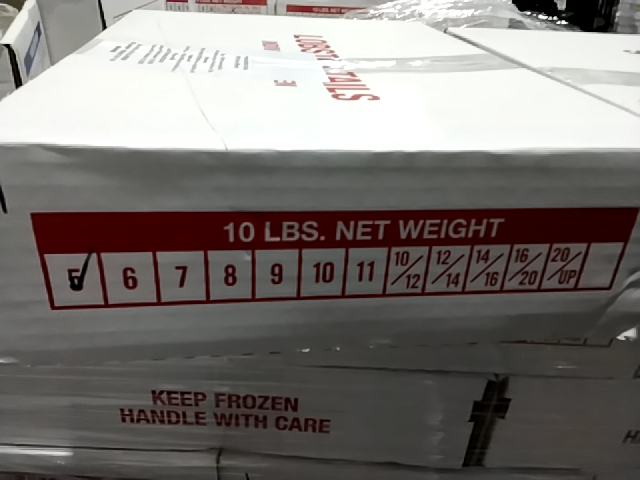 LOBSTER TAILS
10 LBS. NET WEIGHT
5 6 7 8 9 10 11 10/12 12/14 14/16 16/20 20/UP
KEEP FROZEN
HANDLE WITH CARE